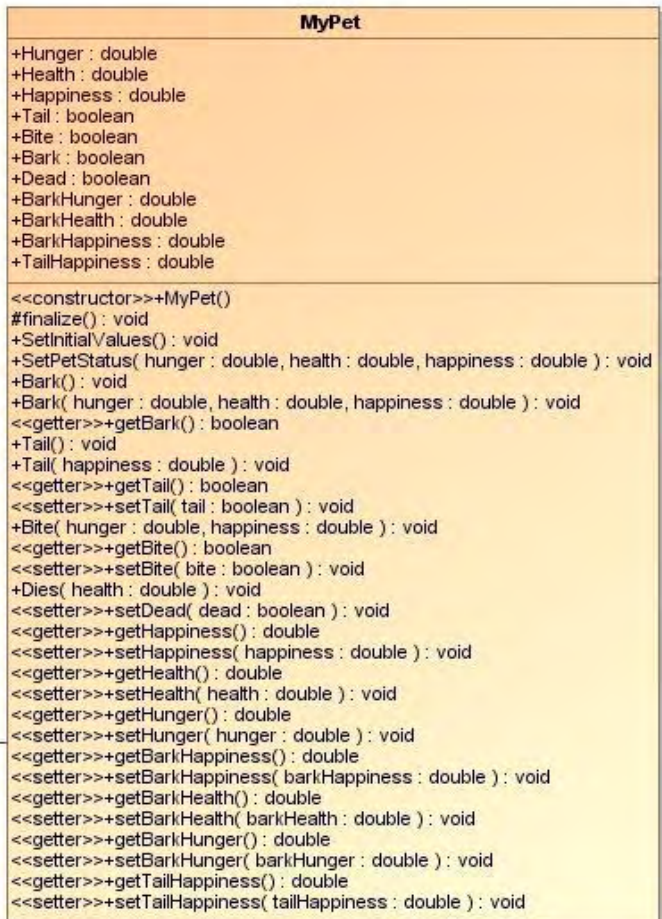 MyPet
+Hunger : double
+Health : double
+Happiness : double
+Tail : boolean
+Bite : boolean
+Bark : boolean
+Dead : boolean
+BarkHunger : double
+BarkHealth : double
+BarkHappiness : double
+TailHappiness : double
<<constructor>>+MyPet()
#finalize() : void
+SetInitialValues() : void
+SetPetStatus( hunger : double, health : double, happiness : double ) : void
+Bark() : void
+Bark( hunger : double, health : double, happiness : double ) : void
<<getter>>+getBark() : boolean
+Tail() : void
+Tail( happiness : double ) : void
<<getter>>+getTail() : boolean
<<setter>>+setTail( tail : boolean ) : void
+Bite( hunger : double, happiness : double ) : void
<<getter>>+getBite() : boolean
<<setter>>+setBite( bite : boolean ) : void
+Dies( health : double ) : void
<<setter>>+setDead( dead : boolean ) : void
<<getter>>+getHappiness() : double
<<setter>>+setHappiness( happiness : double ) : void
<<getter>>+getHealth() : double
<<setter>>+setHealth( health : double ) : void
<<getter>>+getHunger() : double
<<setter>>+setHunger( hunger : double ) : void
<<getter>>+getBarkHappiness() : double
<<setter>>+setBarkHappiness( barkHappiness : double ) : void
<<getter>>+getBarkHealth() : double
<<setter>>+setBarkHealth( barkHealth : double ) : void
<<getter>>+getBarkHunger() : double
<<setter>>+setBarkHunger( barkHunger : double ) : void
<<getter>>+getTailHappiness() : double
<<setter>>+setTailHappiness( tailHappiness : double ) : void